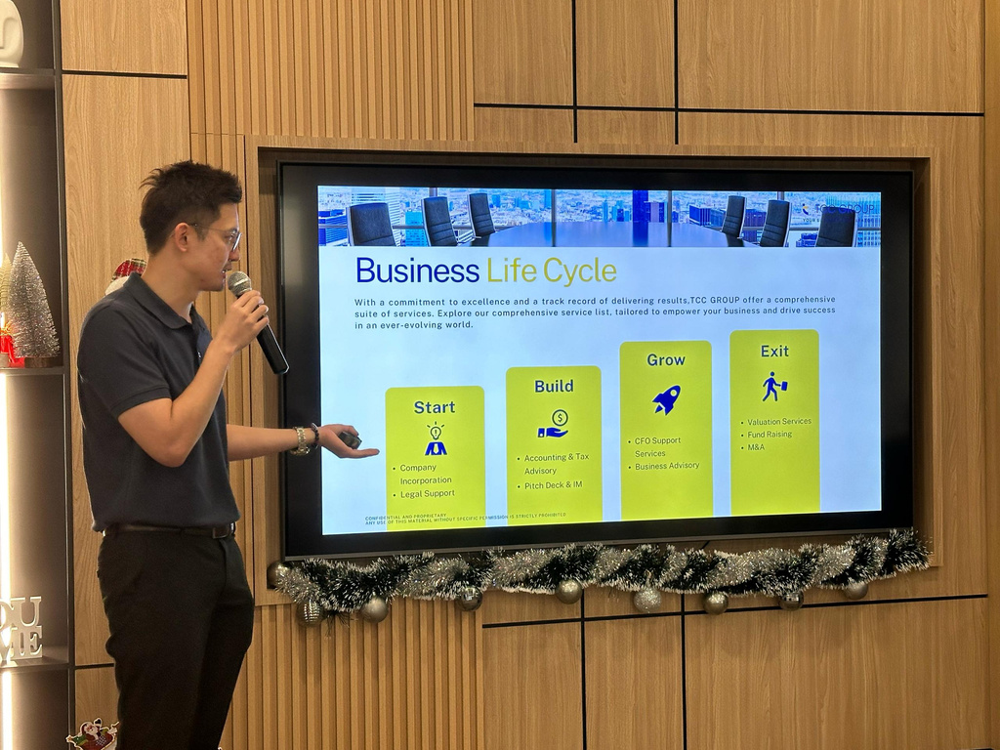 TCC GROUP
Business Life Cycle
With a commitment to excellence and a track record of delivering results,TCC GROUP offer a comprehensive
suite of services. Explore our comprehensive service list, tailored to empower your business and drive success
in an ever-evolving world.
Start
• Company
Incorporation
• Legal Support
Build
• Accounting & Tax
Advisory
• Pitch Deck & IM
Grow
• CFO Support
Services
• Business Advisory
Exit
• Valuation Services
• Fund Raising
• M&A
CONFIDENTIAL AND PROPRIETARY
ANY USE OF THIS MATERIAL WITHOUT SPECIFIC PERMISSION IS STRICTLY PROHIBITED